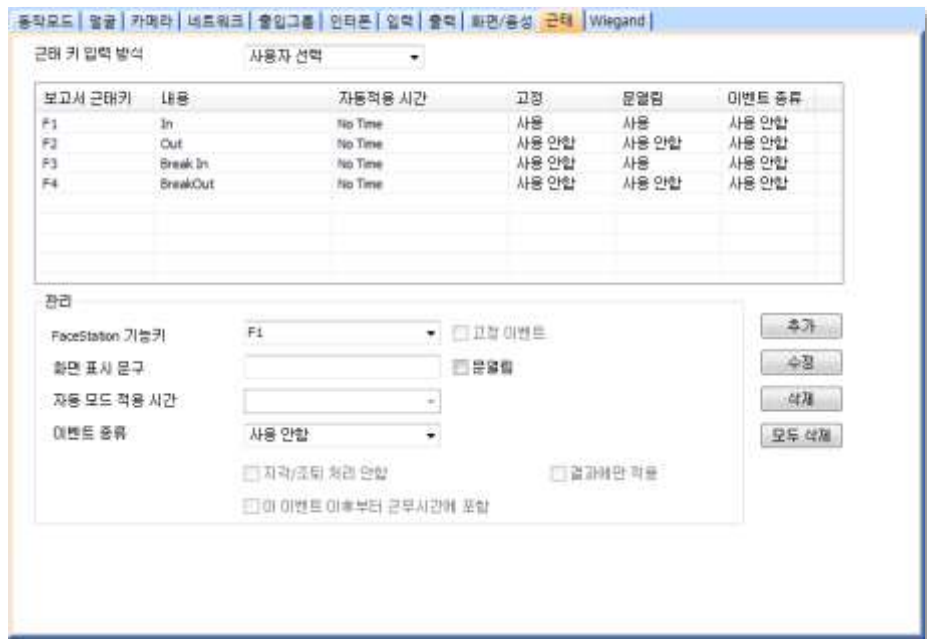 동작모드 얼굴 카메라 네트워크 출입그룹 인터폰 입력 출력 화면/음성 근태 Wiegand
근태 키 입력 방식 사용자 선택
보고서 근태키 내용 자동적용 시간 고정 문열림 이벤트 종류
F1 In No Time 사용 사용 사용 안함
F2 Out No Time 사용 안함 사용 안함 사용 안함
F3 Break In No Time 사용 안함 사용 사용 안함
F4 BreakOut No Time 사용 안함 사용 안함 사용 안함
관리
FaceStation 기능키 F1 고정 이벤트 추가
화면 표시 문구 문열림 수정
자동 모드 적용 시간 삭제
이벤트 종류 사용 안함 모두 삭제
지각/조퇴 처리 안함 결과에만 적용
이 이벤트 이후부터 근무시간에 포함